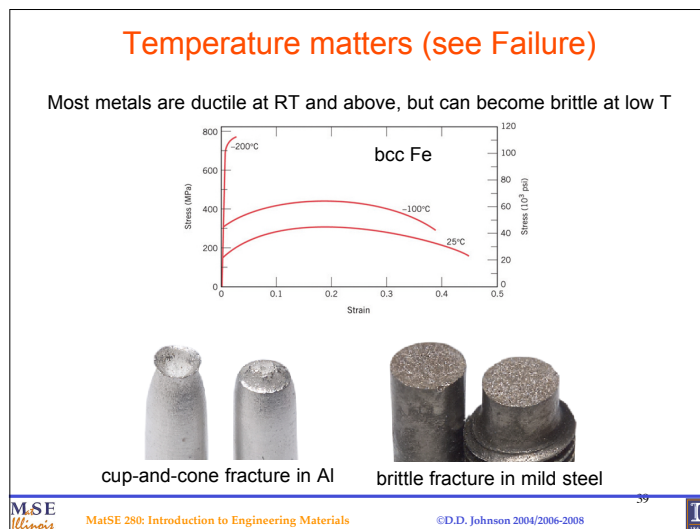 Temperature matters (see Failure)
Most metals are ductile at RT and above, but can become brittle at low T
800
600
400
200
0
Stress (MPa)
−200°C
bcc Fe
−100°C
25°C
120
100
80
60
40
20
0
Stress (10³ psi)
0 0.1 0.2 0.3 0.4 0.5
Strain
cup-and-cone fracture in Al
brittle fracture in mild steel
39
MatSE
Illinois
MatSE 280: Introduction to Engineering Materials
©D.D. Johnson 2004/2006-2008
I